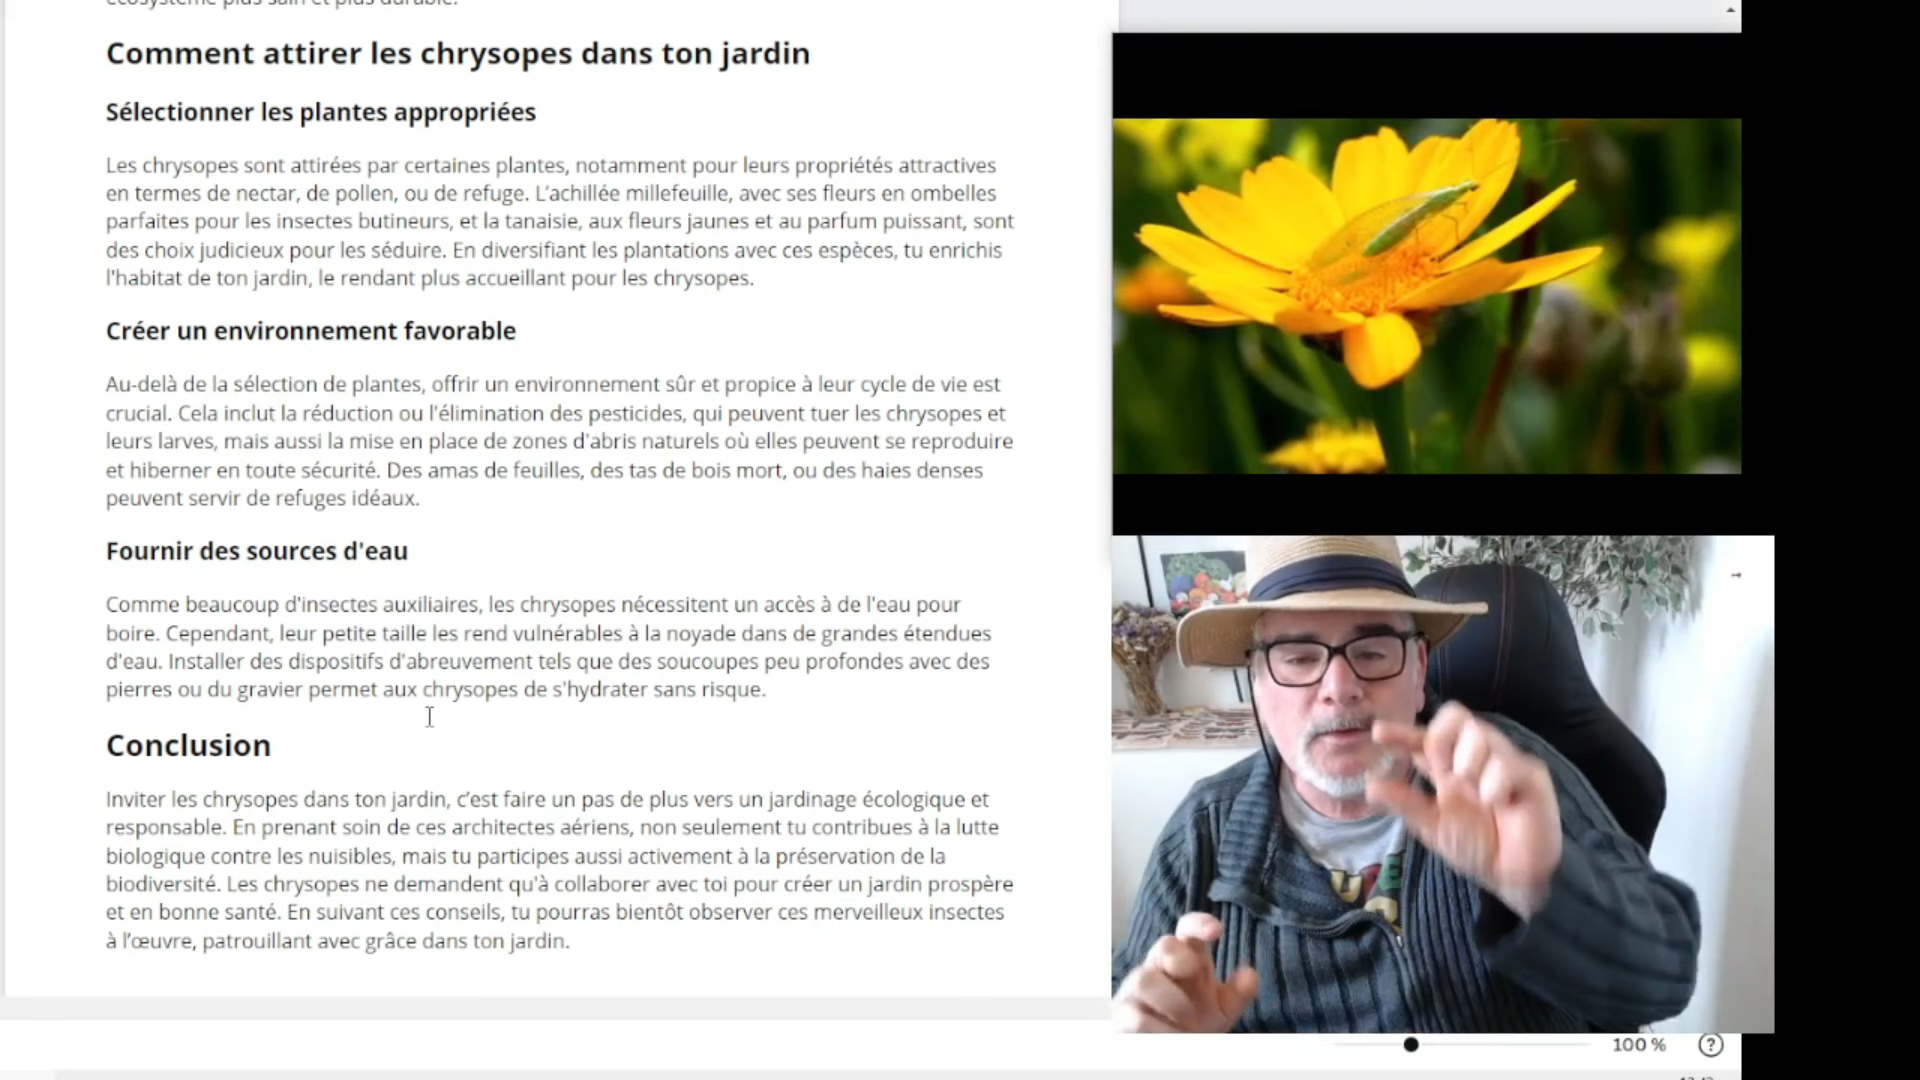 écosystème plus sain et plus durable.
Comment attirer les chrysopes dans ton jardin
Sélectionner les plantes appropriées
Les chrysopes sont attirées par certaines plantes, notamment pour leurs propriétés attractives
en termes de nectar, de pollen, ou de refuge. L’achillée millefeuille, avec ses fleurs en ombelles
parfaites pour les insectes butineurs, et la tanaisie, aux fleurs jaunes et au parfum puissant, sont
des choix judicieux pour les séduire. En diversifiant les plantations avec ces espèces, tu enrichis
l'habitat de ton jardin, le rendant plus accueillant pour les chrysopes.
Créer un environnement favorable
Au-delà de la sélection de plantes, offrir un environnement sûr et propice à leur cycle de vie est
crucial. Cela inclut la réduction ou l'élimination des pesticides, qui peuvent tuer les chrysopes et
leurs larves, mais aussi la mise en place de zones d'abris naturels où elles peuvent se reproduire
et hiberner en toute sécurité. Des amas de feuilles, des tas de bois mort, ou des haies denses
peuvent servir de refuges idéaux.
Fournir des sources d'eau
Comme beaucoup d'insectes auxiliaires, les chrysopes nécessitent un accès à de l'eau pour
boire. Cependant, leur petite taille les rend vulnérables à la noyade dans de grandes étendues
d'eau. Installer des dispositifs d'abreuvement tels que des soucoupes peu profondes avec des
pierres ou du gravier permet aux chrysopes de s'hydrater sans risque.
Conclusion
Inviter les chrysopes dans ton jardin, c’est faire un pas de plus vers un jardinage écologique et
responsable. En prenant soin de ces architectes aériens, non seulement tu contribues à la lutte
biologique contre les nuisibles, mais tu participes aussi activement à la préservation de la
biodiversité. Les chrysopes ne demandent qu'à collaborer avec toi pour créer un jardin prospère
et en bonne santé. En suivant ces conseils, tu pourras bientôt observer ces merveilleux insectes
à l’œuvre, patrouillant avec grâce dans ton jardin.
100 %
?